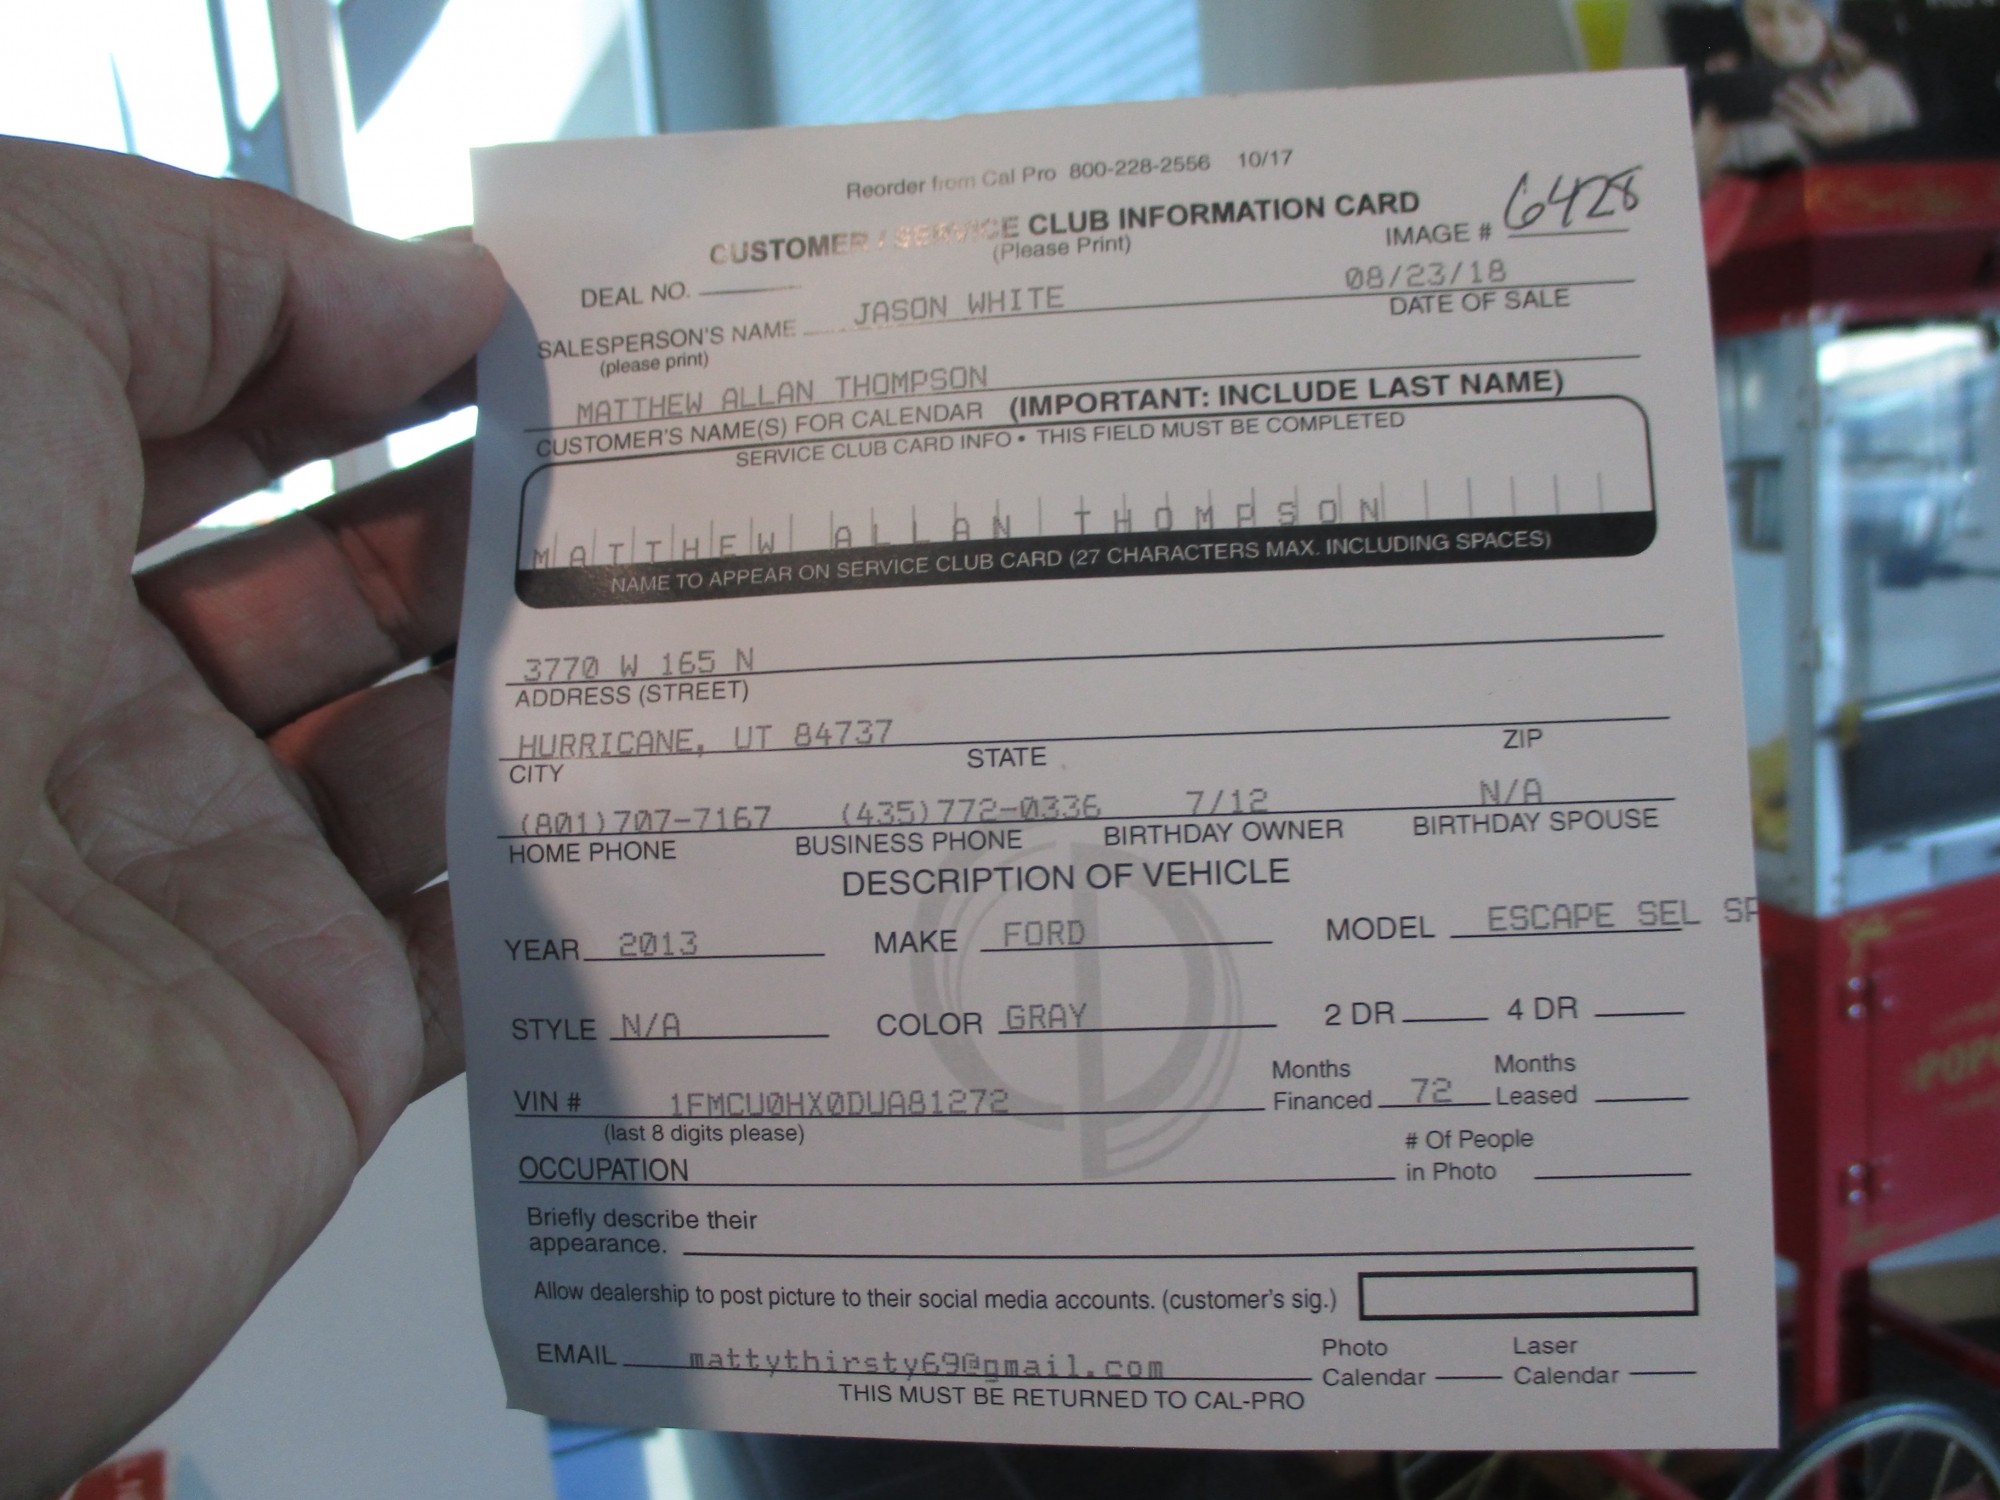 Reorder from Cal Pro 800-228-2556 10/17
CUSTOMER / SERVICE CLUB INFORMATION CARD
(Please Print)
IMAGE # 6428
DEAL NO.
08/23/18
DATE OF SALE
SALESPERSON'S NAME JASON WHITE
(please print)
MATTHEW ALLAN THOMPSON
CUSTOMER'S NAME(S) FOR CALENDAR (IMPORTANT: INCLUDE LAST NAME)
SERVICE CLUB CARD INFO • THIS FIELD MUST BE COMPLETED
MATTHEW ALLAN THOMPSON
NAME TO APPEAR ON SERVICE CLUB CARD (27 CHARACTERS MAX. INCLUDING SPACES)
3770 W 165 N
ADDRESS (STREET)
HURRICANE, UT 84737
CITY STATE ZIP
(801)707-7167 (435)772-0336 7/12 N/A
HOME PHONE BUSINESS PHONE BIRTHDAY OWNER BIRTHDAY SPOUSE
DESCRIPTION OF VEHICLE
YEAR 2013 MAKE FORD MODEL ESCAPE SEL SP
STYLE N/A COLOR GRAY 2 DR 4 DR
VIN # 1FMCU0HX0DUA81272 Months Financed 72 Months Leased
(last 8 digits please)
OCCUPATION # Of People in Photo
Briefly describe their
appearance.
Allow dealership to post picture to their social media accounts. (customer's sig.)
EMAIL mattythirsty69@gmail.com Photo Calendar Laser Calendar
THIS MUST BE RETURNED TO CAL-PRO